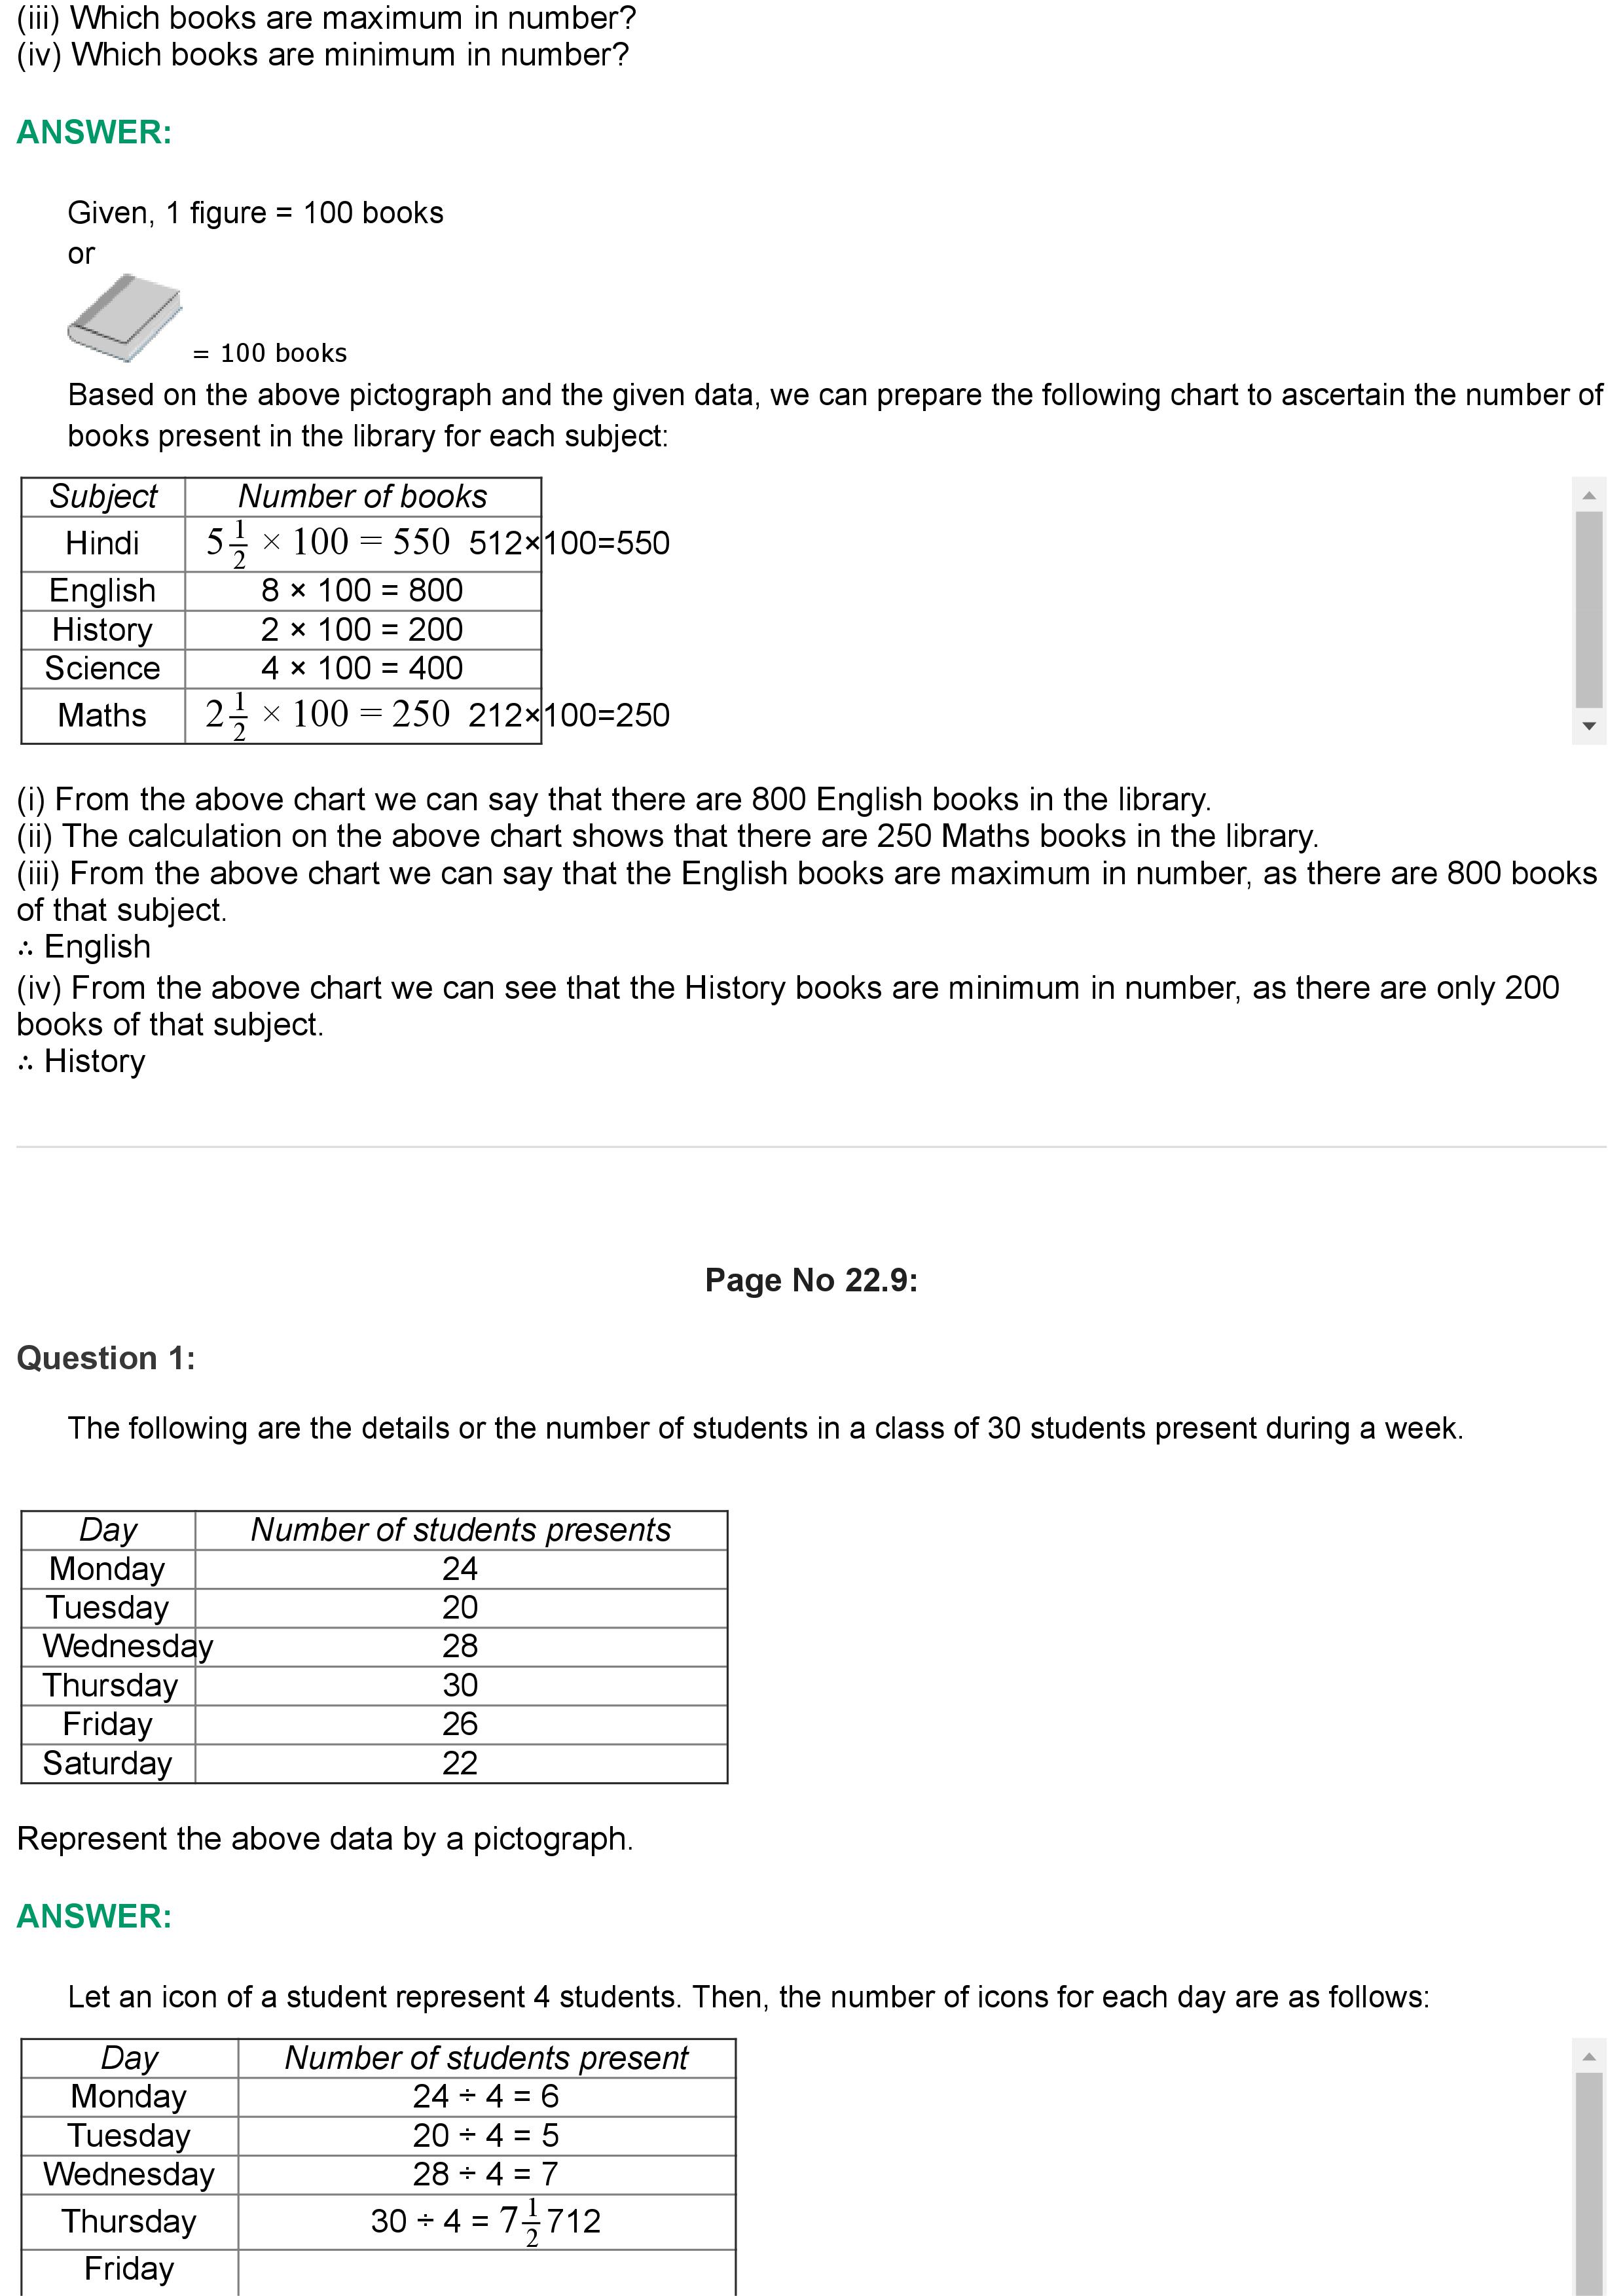 (iii) Which books are maximum in number?
(iv) Which books are minimum in number?
ANSWER:
Given, 1 figure = 100 books
or
= 100 books
Based on the above pictograph and the given data, we can prepare the following chart to ascertain the number of
books present in the library for each subject:
Subject Number of books
Hindi 5 1/2 × 100 = 550 512×100=550
English 8 × 100 = 800
History 2 × 100 = 200
Science 4 × 100 = 400
Maths 2 1/2 × 100 = 250 212×100=250
(i) From the above chart we can say that there are 800 English books in the library.
(ii) The calculation on the above chart shows that there are 250 Maths books in the library.
(iii) From the above chart we can say that the English books are maximum in number, as there are 800 books
of that subject.
∴ English
(iv) From the above chart we can see that the History books are minimum in number, as there are only 200
books of that subject.
∴ History
Page No 22.9:
Question 1:
The following are the details or the number of students in a class of 30 students present during a week.
Day Number of students presents
Monday 24
Tuesday 20
Wednesday 28
Thursday 30
Friday 26
Saturday 22
Represent the above data by a pictograph.
ANSWER:
Let an icon of a student represent 4 students. Then, the number of icons for each day are as follows:
Day Number of students present
Monday 24 ÷ 4 = 6
Tuesday 20 ÷ 4 = 5
Wednesday 28 ÷ 4 = 7
Thursday 30 ÷ 4 = 7 1/2 712
Friday